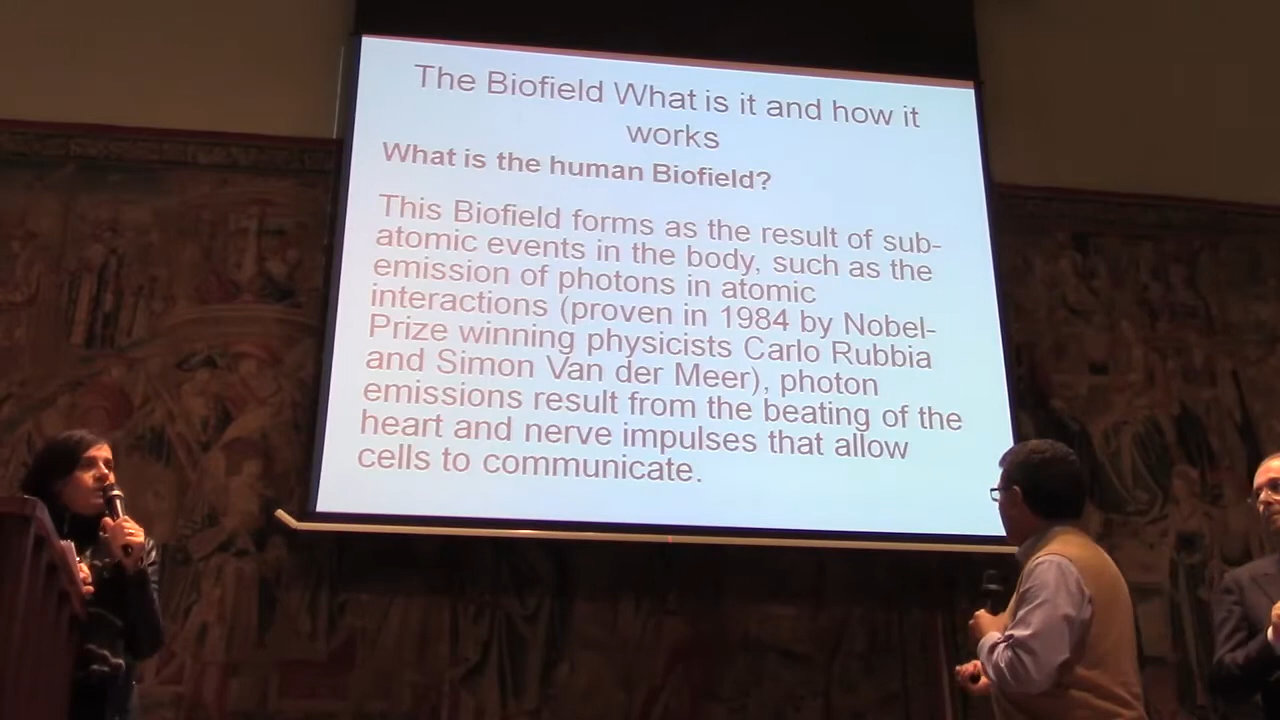 The Biofield What is it and how it
works
What is the human Biofield?
This Biofield forms as the result of sub-
atomic events in the body, such as the
emission of photons in atomic
interactions (proven in 1984 by Nobel-
Prize winning physicists Carlo Rubbia
and Simon Van der Meer), photon
emissions result from the beating of the
heart and nerve impulses that allow
cells to communicate.